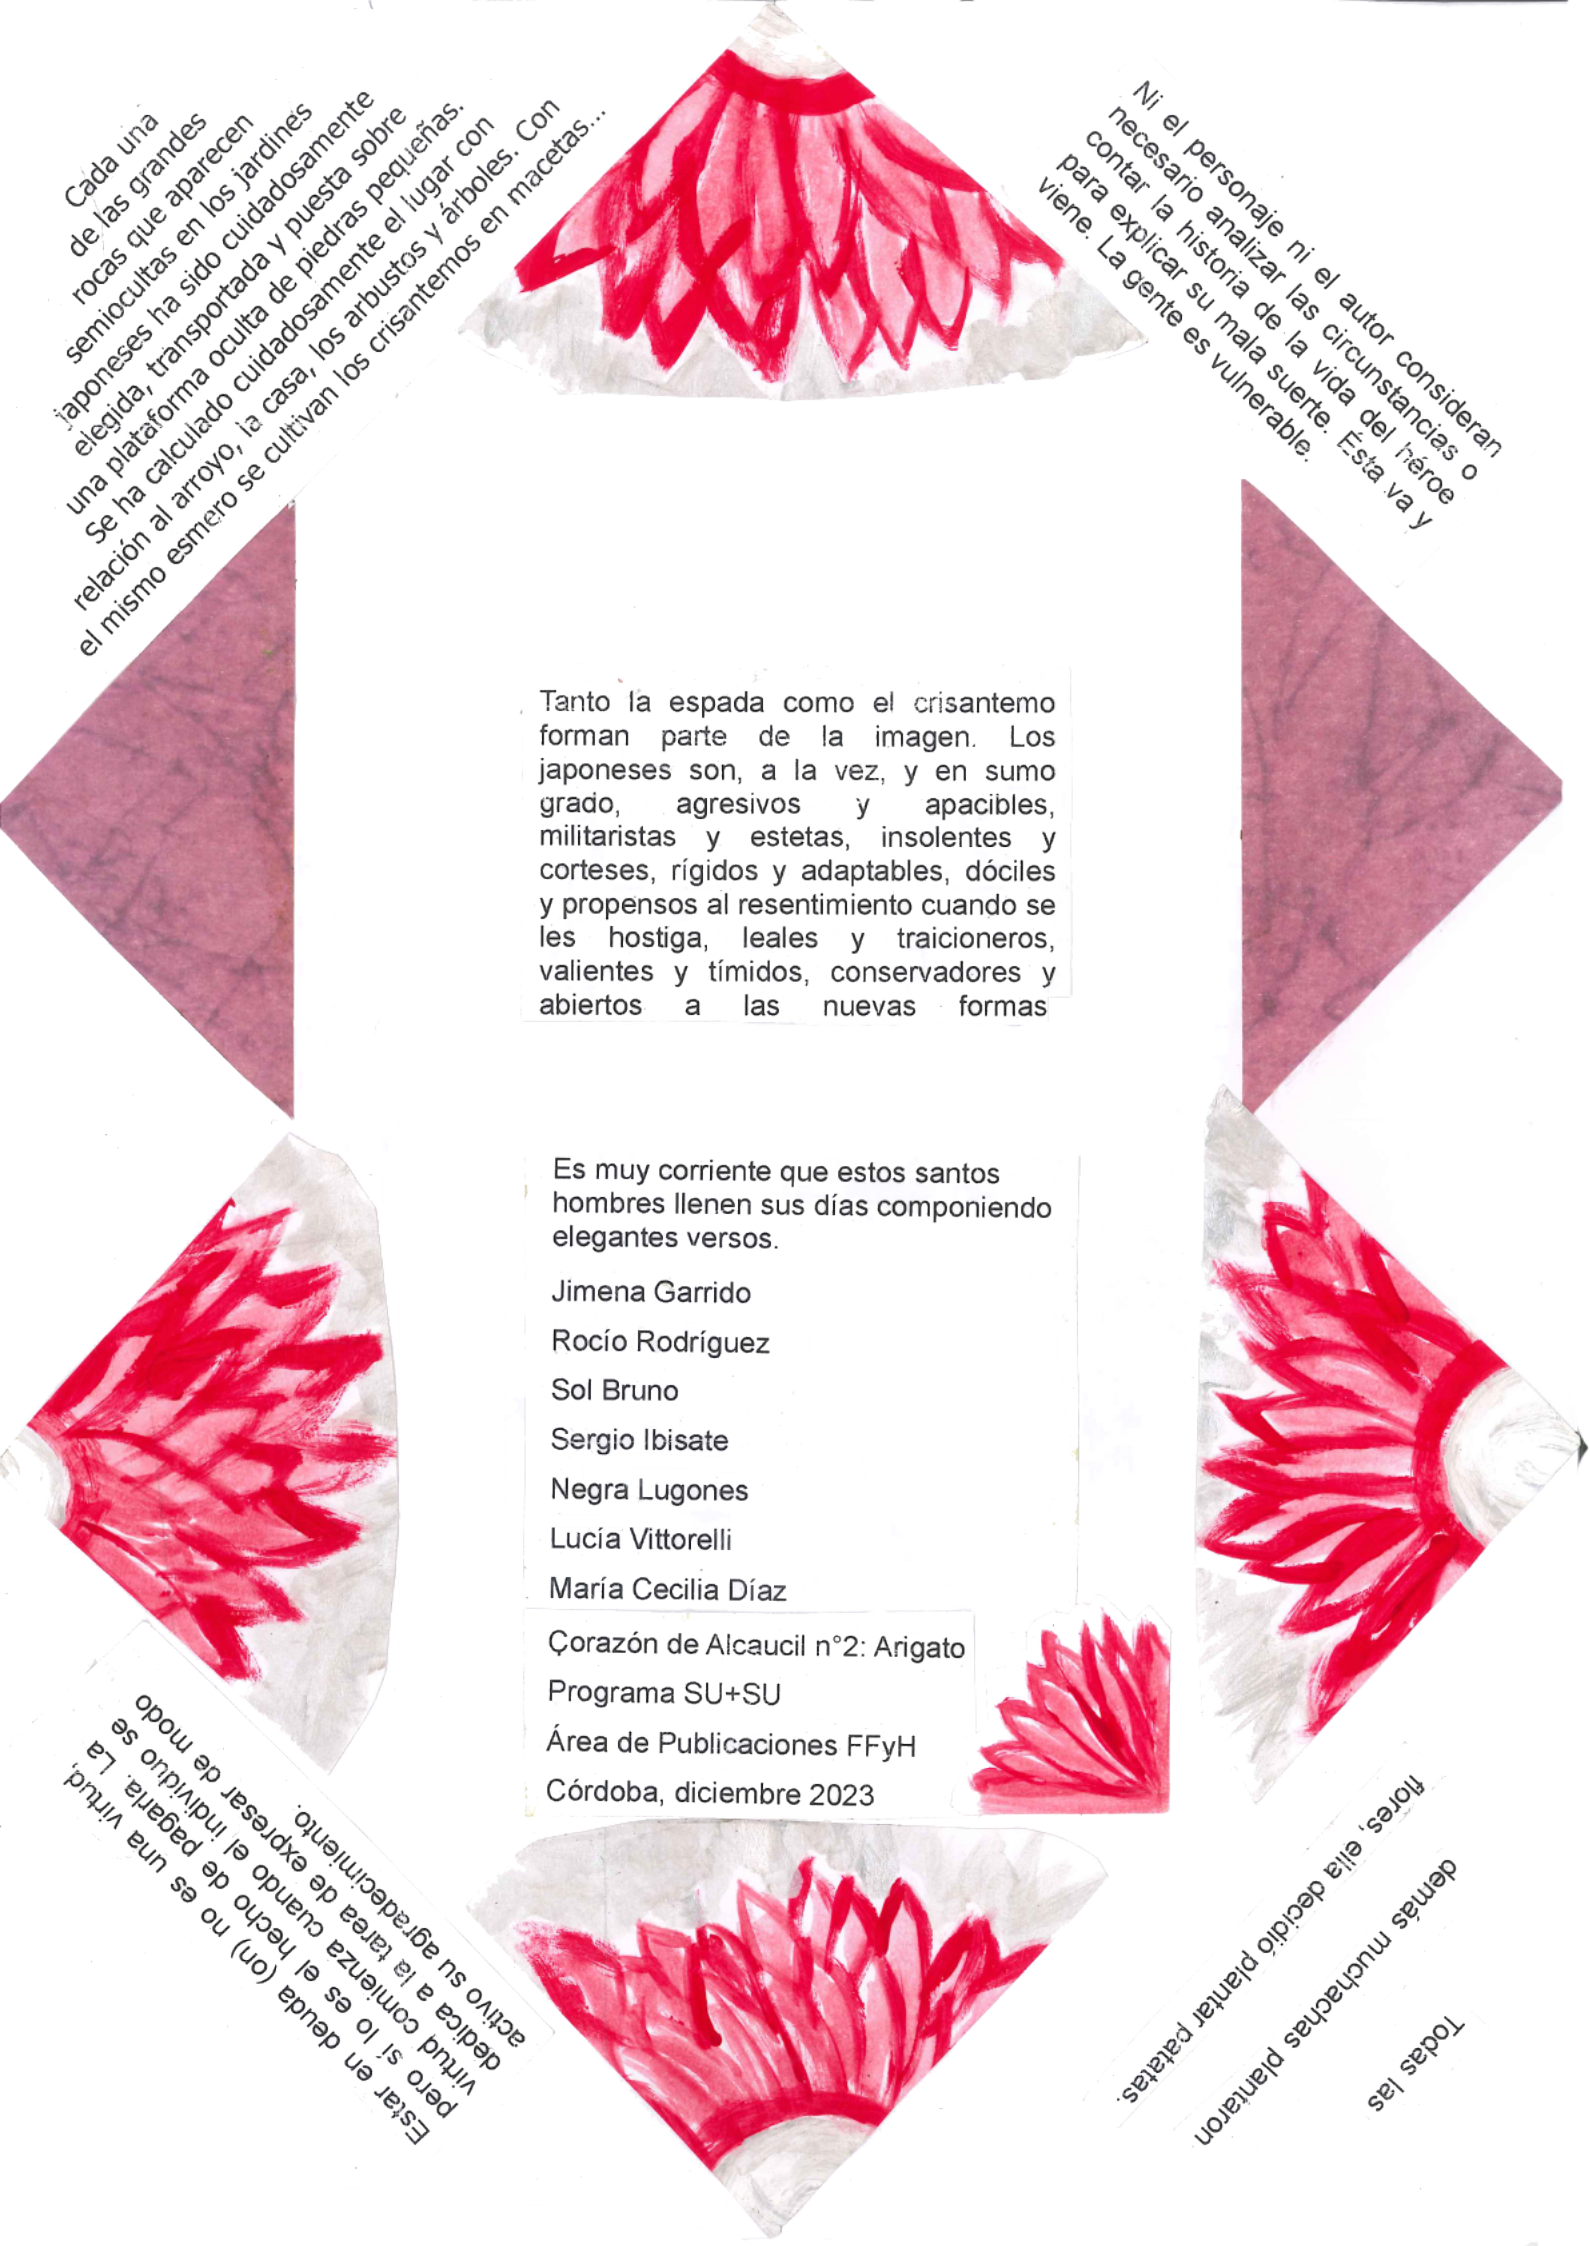 Cada una
de las grandes
rocas que aparecen
semiocultas en los jardines
japoneses ha sido cuidadosamente
elegida, transportada y puesta sobre
una plataforma oculta de piedras pequeñas.
Se ha calculado cuidadosamente el lugar con
relación al arroyo, la casa, los arbustos y árboles. Con
el mismo esmero se cultivan los crisantemos en macetas...
Ni el personaje ni el autor consideran
necesario analizar las circunstancias o
contar la historia de la vida del héroe
para explicar su mala suerte. Ésta va y
viene. La gente es vulnerable.
Tanto la espada como el crisantemo
forman parte de la imagen. Los
japoneses son, a la vez, y en sumo
grado, agresivos y apacibles,
militaristas y estetas, insolentes y
corteses, rígidos y adaptables, dóciles
y propensos al resentimiento cuando se
les hostiga, leales y traicioneros,
valientes y tímidos, conservadores y
abiertos a las nuevas formas
Es muy corriente que estos santos
hombres llenen sus días componiendo
elegantes versos.
Jimena Garrido
Rocío Rodríguez
Sol Bruno
Sergio Ibisate
Negra Lugones
Lucía Vittorelli
María Cecilia Díaz
Corazón de Alcaucil n°2: Arigato
Programa SU+SU
Área de Publicaciones FFyH
Córdoba, diciembre 2023
Estar en deuda (on) no es una virtud,
pero sí lo es el hecho de pagarla. La
virtud comienza cuando el individuo se
dedica a la tarea de expresar de modo
activo su agradecimiento.
Todas las
demás muchachas plantaron
flores, ella decidió plantar patatas.